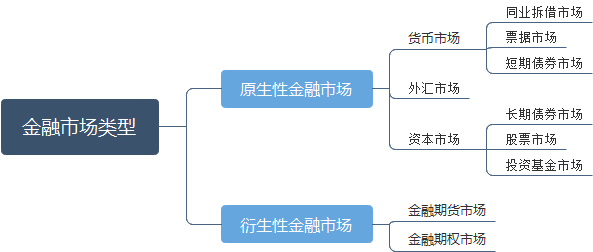 金融市场类型
原生性金融市场
货币市场
同业拆借市场
票据市场
短期债券市场
外汇市场
资本市场
长期债券市场
股票市场
投资基金市场
衍生性金融市场
金融期货市场
金融期权市场